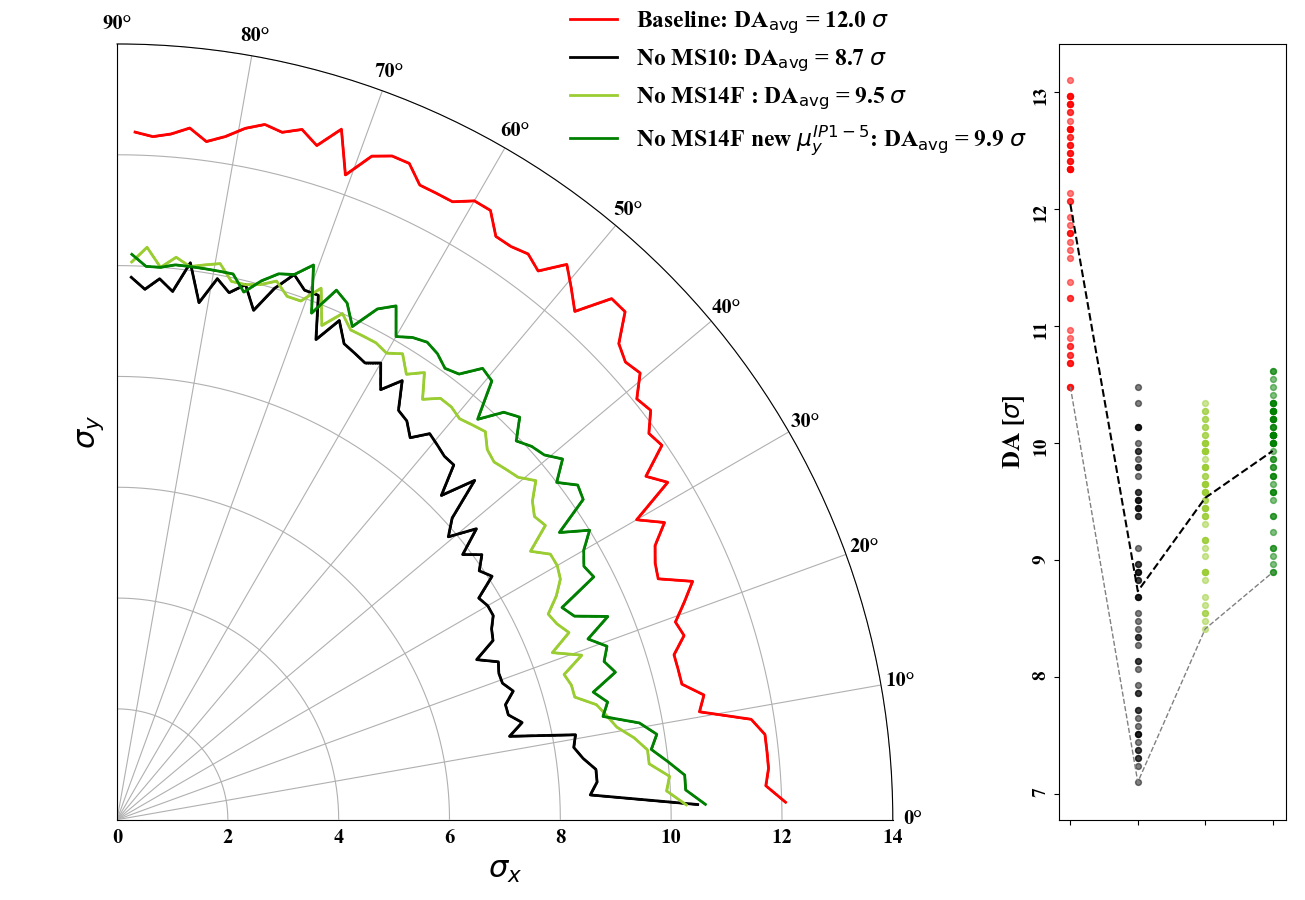 Baseline: DA_avg = 12.0 σ
No MS10: DA_avg = 8.7 σ
No MS14F : DA_avg = 9.5 σ
No MS14F new μ_y^{IP1−5}: DA_avg = 9.9 σ
90°
80°
70°
60°
50°
40°
30°
20°
10°
0°
σ_y
0 2 4 6 8 10 12 14
σ_x
DA [σ]
13
12
11
10
9
8
7